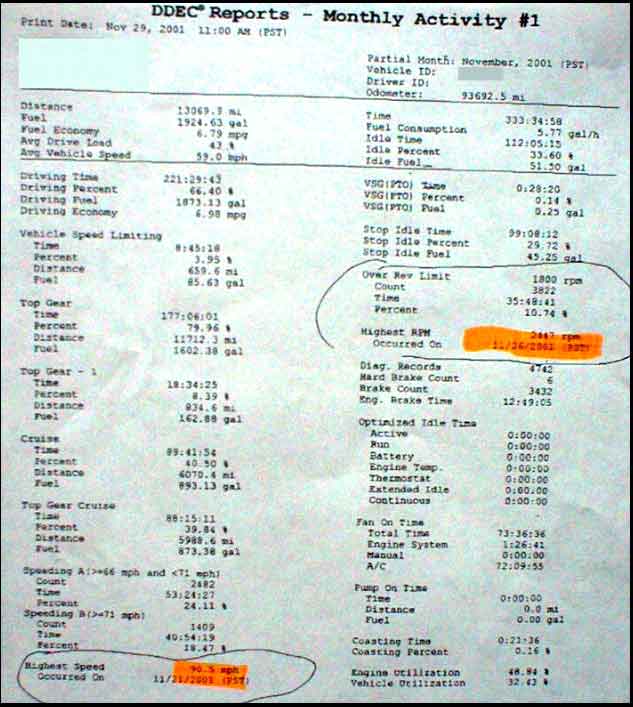 DDEC® Reports - Monthly Activity #1
Print Date: Nov 29, 2001 11:00 AM (PST)
Partial Month: November, 2001 (PST)
Vehicle ID:
Driver ID:
Odometer: 93692.5 mi
Distance 13069.3 mi
Fuel 1924.63 gal
Fuel Economy 6.79 mpg
Avg Drive Load 43 %
Avg Vehicle Speed 59.0 mph
Time 333:34:58
Fuel Consumption 5.77 gal/h
Idle Time 112:05:15
Idle Percent 33.60 %
Idle Fuel 51.50 gal
Driving Time 221:29:43
Driving Percent 66.40 %
Driving Fuel 1873.13 gal
Driving Economy 6.98 mpg
Vehicle Speed Limiting
Time 8:45:18
Percent 3.95 %
Distance 659.6 mi
Fuel 85.63 gal
Top Gear
Time 177:06:01
Percent 79.96 %
Distance 11712.3 mi
Fuel 1602.38 gal
Top Gear - 1
Time 18:34:25
Percent 8.39 %
Distance 834.6 mi
Fuel 162.88 gal
Cruise
Time 89:41:54
Percent 40.50 %
Distance 6070.4 mi
Fuel 893.13 gal
Top Gear Cruise
Time 88:15:11
Percent 39.84 %
Distance 5988.6 mi
Fuel 873.38 gal
Speeding A(>=66 mph and <71 mph)
Count 2482
Time 53:24:27
Percent 24.11 %
Speeding B(>=71 mph)
Count 1409
Time 40:54:19
Percent 18.47 %
Highest Speed 90.5 mph
Occurred On 11/21/2001 (PST)
VSG(PTO) Time 0:28:20
VSG(PTO) Percent 0.14 %
VSG(PTO) Fuel 0.25 gal
Stop Idle Time 99:08:12
Stop Idle Percent 29.72 %
Stop Idle Fuel 45.25 gal
Over Rev Limit 1800 rpm
Count 3822
Time 35:48:41
Percent 10.74 %
Highest RPM 2447 rpm
Occurred On 11/26/2001 (PST)
Diag. Records 4742
Hard Brake Count 6
Brake Count 3432
Eng. Brake Time 12:49:05
Optimized Idle Time
Active 0:00:00
Run 0:00:00
Battery 0:00:00
Engine Temp. 0:00:00
Thermostat 0:00:00
Extended Idle 0:00:00
Continuous 0:00:00
Fan On Time
Total Time 73:36:36
Engine System 1:26:41
Manual 0:00:00
A/C 72:09:55
Pump On Time
Time 0:00:00
Distance 0.0 mi
Fuel 0.00 gal
Coasting Time 0:21:36
Coasting Percent 0.16 %
Engine Utilization 48.84 %
Vehicle Utilization 32.43 %